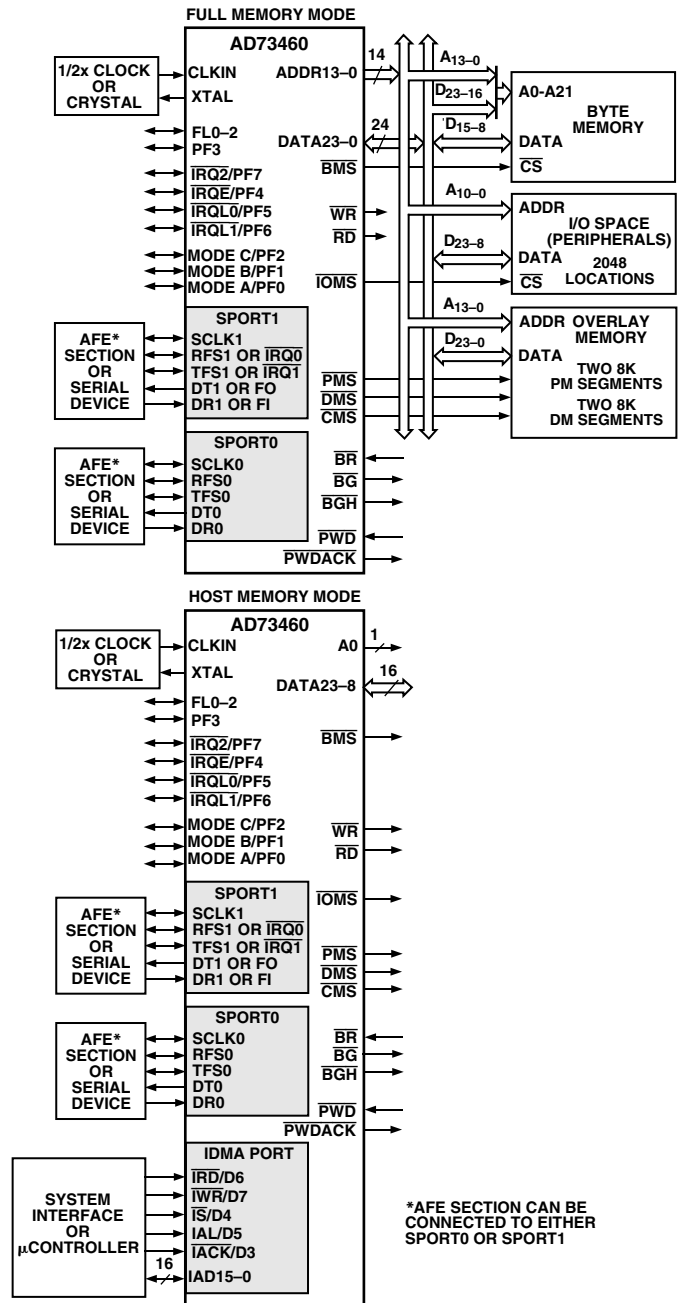 FULL MEMORY MODE
AD73460
1/2x CLOCK
OR
CRYSTAL
CLKIN
XTAL
FL0–2
PF3
IRQ2/PF7
IRQE/PF4
IRQL0/PF5
IRQL1/PF6
MODE C/PF2
MODE B/PF1
MODE A/PF0
AFE*
SECTION
OR
SERIAL
DEVICE
SPORT1
SCLK1
RFS1 OR IRQ0
TFS1 OR IRQ1
DT1 OR FO
DR1 OR FI
AFE*
SECTION
OR
SERIAL
DEVICE
SPORT0
SCLK0
RFS0
TFS0
DT0
DR0
ADDR13–0
14
DATA23–0
24
BMS
WR
RD
IOMS
PMS
DMS
CMS
BR
BG
BGH
PWD
PWDACK
A13–0
D23–16
D15–8
A0-A21
BYTE
MEMORY
DATA
CS
A10–0
D23–8
ADDR
I/O SPACE
(PERIPHERALS)
DATA
2048
LOCATIONS
CS
A13–0
D23–0
ADDR OVERLAY
MEMORY
DATA
TWO 8K
PM SEGMENTS
TWO 8K
DM SEGMENTS
HOST MEMORY MODE
AD73460
1/2x CLOCK
OR
CRYSTAL
CLKIN
XTAL
FL0–2
PF3
IRQ2/PF7
IRQE/PF4
IRQL0/PF5
IRQL1/PF6
MODE C/PF2
MODE B/PF1
MODE A/PF0
AFE*
SECTION
OR
SERIAL
DEVICE
SPORT1
SCLK1
RFS1 OR IRQ0
TFS1 OR IRQ1
DT1 OR FO
DR1 OR FI
AFE*
SECTION
OR
SERIAL
DEVICE
SPORT0
SCLK0
RFS0
TFS0
DT0
DR0
SYSTEM
INTERFACE
OR
μCONTROLLER
IDMA PORT
IRD/D6
IWR/D7
IS/D4
IAL/D5
IACK/D3
16
IAD15–0
A0
1
DATA23–8
16
BMS
WR
RD
IOMS
PMS
DMS
CMS
BR
BG
BGH
PWD
PWDACK
*AFE SECTION CAN BE
CONNECTED TO EITHER
SPORT0 OR SPORT1